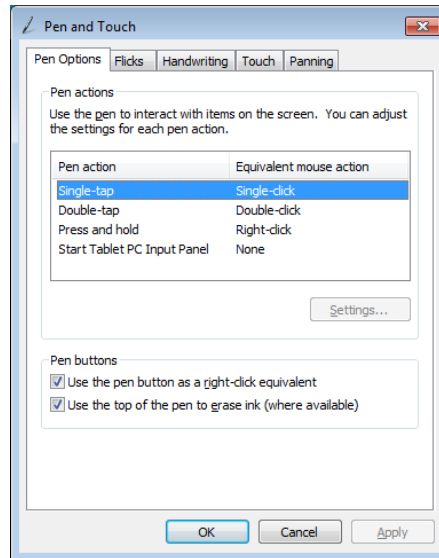 Pen and Touch
Pen Options Flicks Handwriting Touch Panning
Pen actions
Use the pen to interact with items on the screen. You can adjust
the settings for each pen action.
Pen action Equivalent mouse action
Single-tap Single-click
Double-tap Double-click
Press and hold Right-click
Start Tablet PC Input Panel None
Settings...
Pen buttons
Use the pen button as a right-click equivalent
Use the top of the pen to erase ink (where available)
OK Cancel Apply